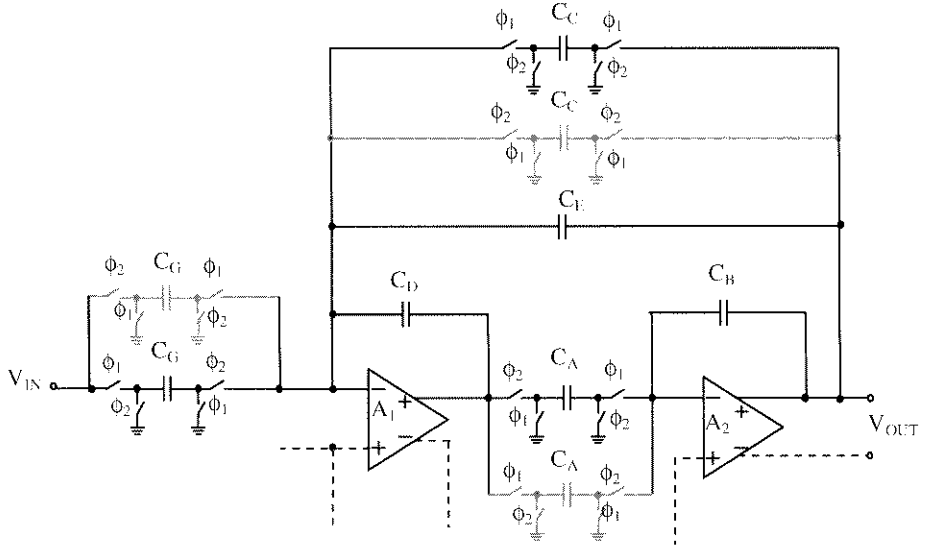 C_C
ϕ1 ϕ1
ϕ2 ϕ2
C_C
ϕ2 ϕ2
ϕ1 ϕ1
C_E
C_G
ϕ2 ϕ1
ϕ1 ϕ2
C_D
C_B
V_IN
C_G
ϕ1 ϕ2
ϕ2 ϕ1
− + A1
+ −
C_A
ϕ2 ϕ1
ϕ1 ϕ2
− + A2
+ −
V_OUT
C_A
ϕ1 ϕ2
ϕ2 ϕ1